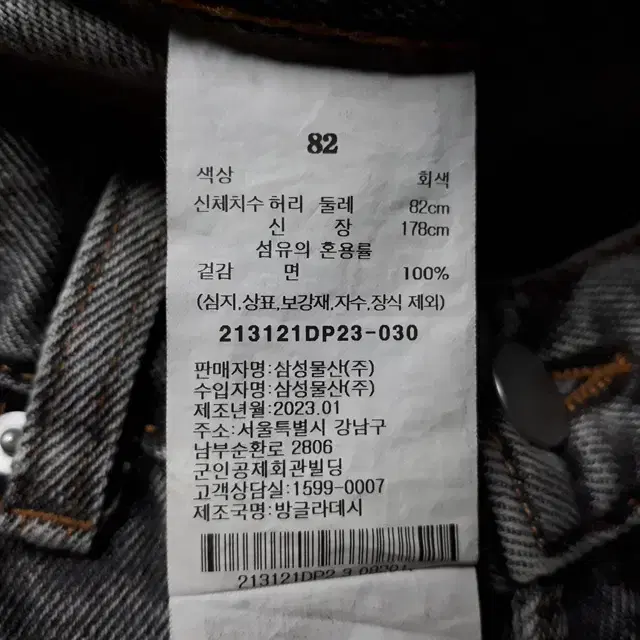 82
색상 회색
신체치수 허리 둘레 82cm
신 장 178cm
섬유의 혼용률
겉감 면 100%
(심지,상표,보강재,자수,장식 제외)
213121DP23-030
판매자명:삼성물산(주)
수입자명:삼성물산(주)
제조년월:2023.01
주소:서울특별시 강남구
남부순환로 2806
군인공제회관빌딩
고객상담실:1599-0007
제조국명:방글라데시